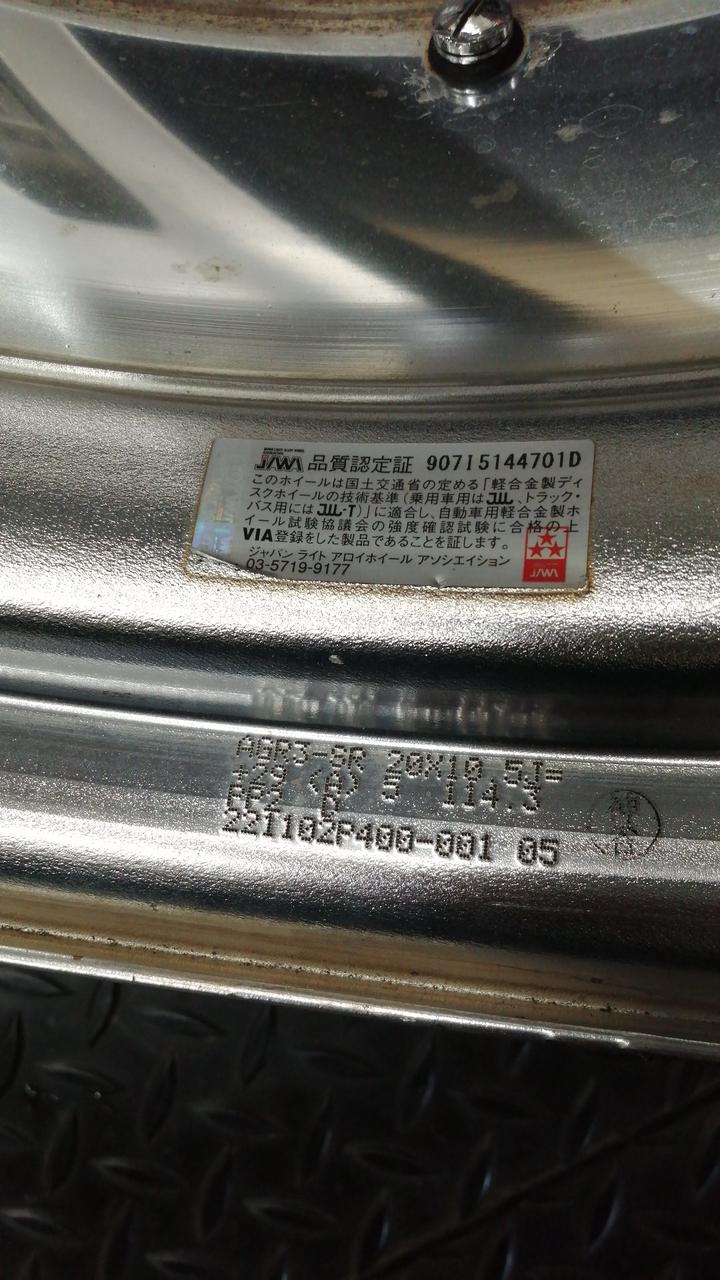 JAWA 品質認定証 90715144701D
このホイールは国土交通省の定める「軽合金製ディ
スクホイールの技術基準(乗用車用はJWL、トラック・
バス用にはJWL-T)」に適合し、自動車用軽合金製ホ
イール試験協議会の強度確認試験に合格の上
VIA登録をした製品であることを証します。
ジャパン ライト アロイホイール アソシエイション
03-5719-9177
JAWA
20X10.5J=
+29 5 114.3
22110ZP400-001 05